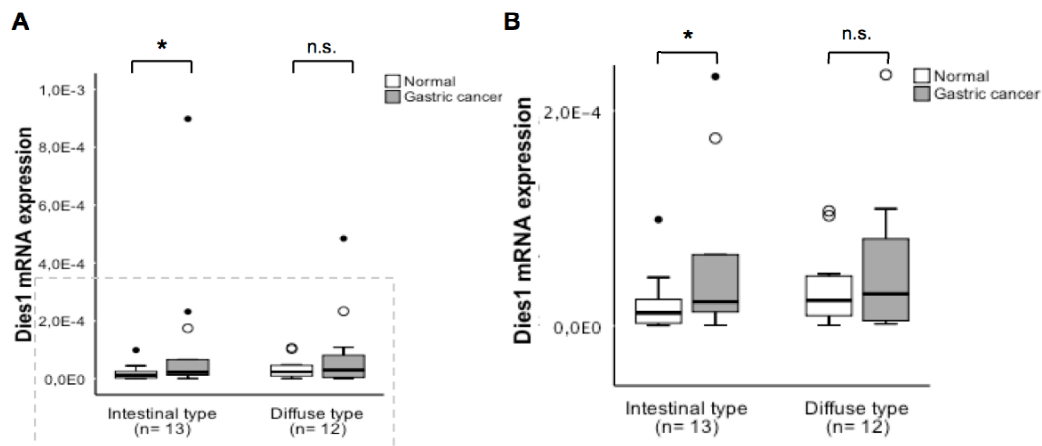 A
*
n.s.
Normal
Gastric cancer
Dies1 mRNA expression
1,0E-3
8,0E-4
6,0E-4
4,0E-4
2,0E-4
0,0E0
Intestinal type
(n= 13)
Diffuse type
(n= 12)
B
*
n.s.
Normal
Gastric cancer
Dies1 mRNA expression
2,0E-4
0,0E0
Intestinal type
(n= 13)
Diffuse type
(n= 12)